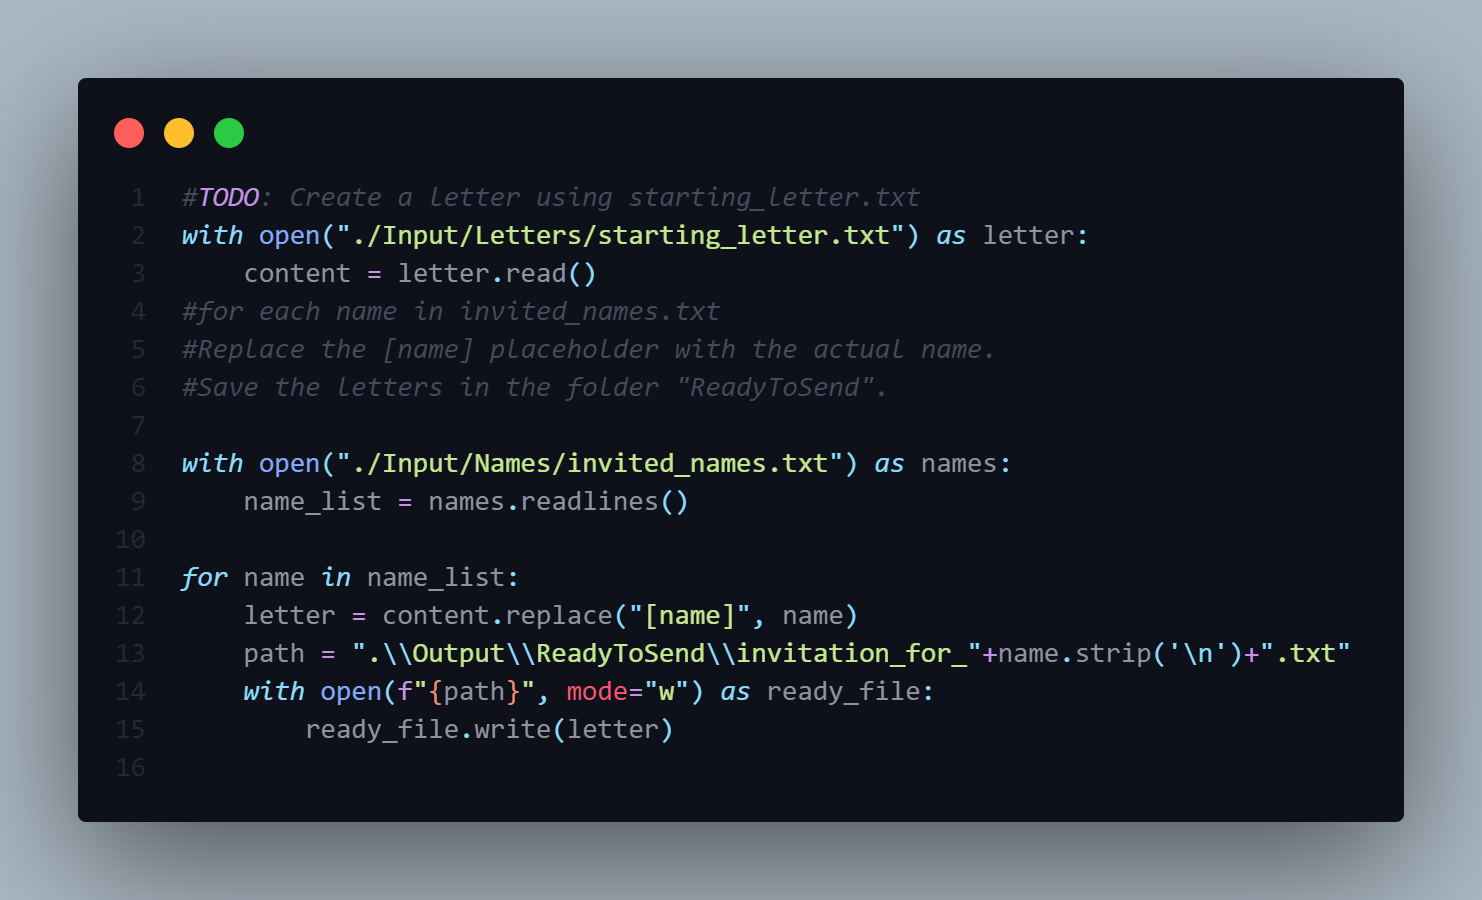 1 #TODO: Create a letter using starting_letter.txt
2 with open("./Input/Letters/starting_letter.txt") as letter:
3     content = letter.read()
4 #for each name in invited_names.txt
5 #Replace the [name] placeholder with the actual name.
6 #Save the letters in the folder "ReadyToSend".
7
8 with open("./Input/Names/invited_names.txt") as names:
9     name_list = names.readlines()
10
11 for name in name_list:
12     letter = content.replace("[name]", name)
13     path = ".\\Output\\ReadyToSend\\invitation_for_"+name.strip('\n')+".txt"
14     with open(f"{path}", mode="w") as ready_file:
15         ready_file.write(letter)
16